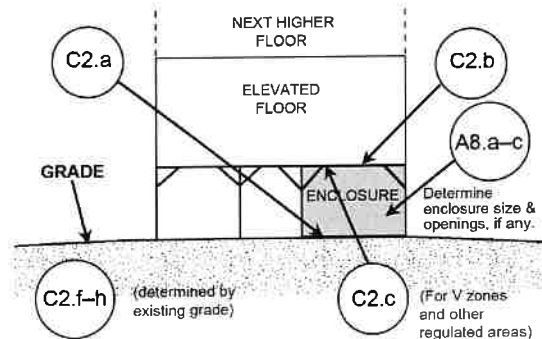 NEXT HIGHER
FLOOR
C2.a
C2.b
ELEVATED
FLOOR
A8.a–c
GRADE
ENCLOSURE
Determine
enclosure size &
openings, if any.
C2.f–h
(determined by
existing grade)
C2.c
(For V zones
and other
regulated areas)